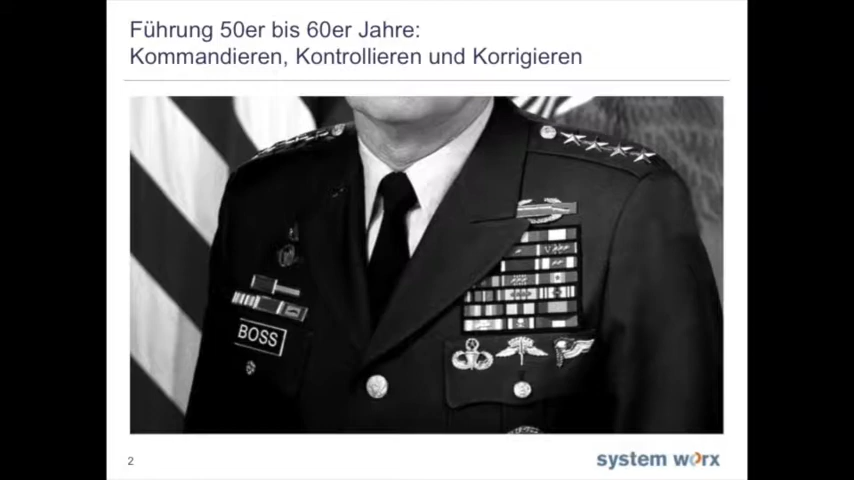 Führung 50er bis 60er Jahre:
Kommandieren, Kontrollieren und Korrigieren
BOSS
2
system worx